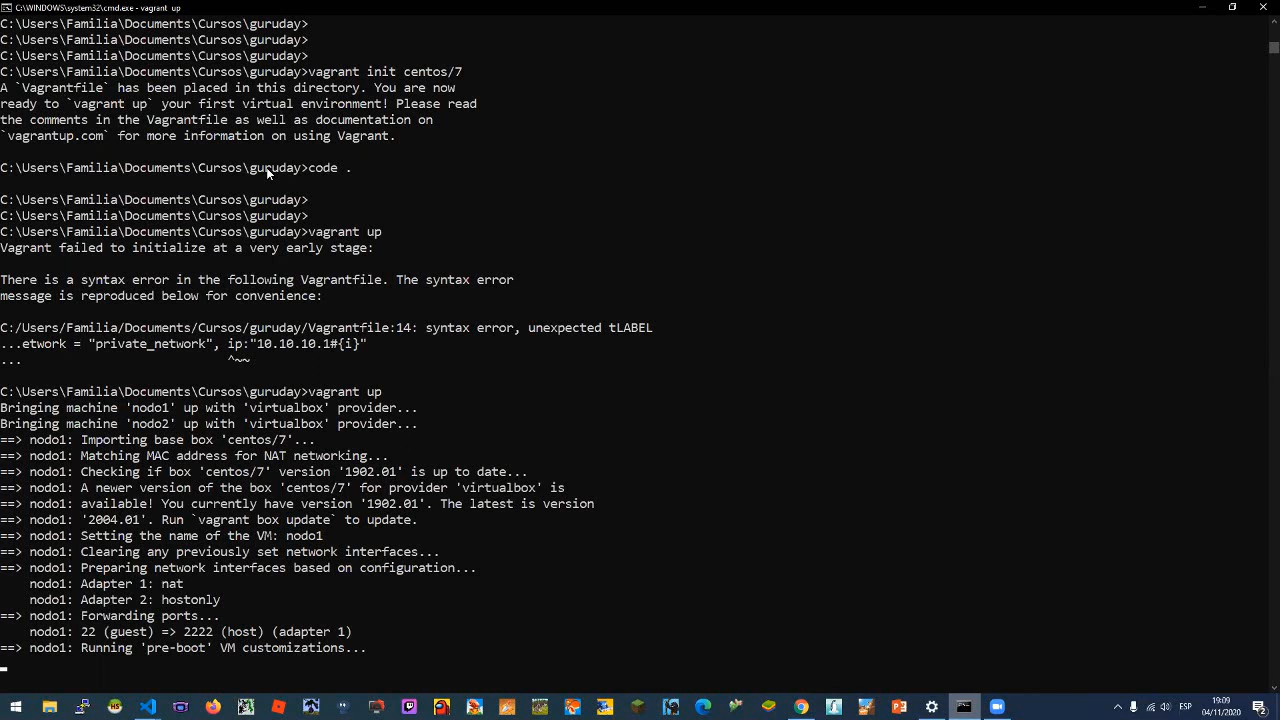 C:\WINDOWS\system32\cmd.exe - vagrant  up
C:\Users\Familia\Documents\Cursos\guruday>
C:\Users\Familia\Documents\Cursos\guruday>
C:\Users\Familia\Documents\Cursos\guruday>
C:\Users\Familia\Documents\Cursos\guruday>vagrant init centos/7
A `Vagrantfile` has been placed in this directory. You are now
ready to `vagrant up` your first virtual environment! Please read
the comments in the Vagrantfile as well as documentation on
`vagrantup.com` for more information on using Vagrant.
C:\Users\Familia\Documents\Cursos\guruday>code .
C:\Users\Familia\Documents\Cursos\guruday>
C:\Users\Familia\Documents\Cursos\guruday>
C:\Users\Familia\Documents\Cursos\guruday>vagrant up
Vagrant failed to initialize at a very early stage:
There is a syntax error in the following Vagrantfile. The syntax error
message is reproduced below for convenience:
C:/Users/Familia/Documents/Cursos/guruday/Vagrantfile:14: syntax error, unexpected tLABEL
...etwork = "private_network", ip:"10.10.10.1#{i}"
...                               ^~~
C:\Users\Familia\Documents\Cursos\guruday>vagrant up
Bringing machine 'nodo1' up with 'virtualbox' provider...
Bringing machine 'nodo2' up with 'virtualbox' provider...
==> nodo1: Importing base box 'centos/7'...
==> nodo1: Matching MAC address for NAT networking...
==> nodo1: Checking if box 'centos/7' version '1902.01' is up to date...
==> nodo1: A newer version of the box 'centos/7' for provider 'virtualbox' is
==> nodo1: available! You currently have version '1902.01'. The latest is version
==> nodo1: '2004.01'. Run `vagrant box update` to update.
==> nodo1: Setting the name of the VM: nodo1
==> nodo1: Clearing any previously set network interfaces...
==> nodo1: Preparing network interfaces based on configuration...
    nodo1: Adapter 1: nat
    nodo1: Adapter 2: hostonly
==> nodo1: Forwarding ports...
    nodo1: 22 (guest) => 2222 (host) (adapter 1)
==> nodo1: Running 'pre-boot' VM customizations...
ESP
19:09
04/11/2020
2